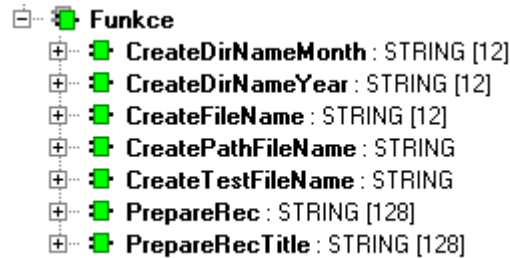 Funkce
CreateDirNameMonth : STRING [12]
CreateDirNameYear : STRING [12]
CreateFileName : STRING [12]
CreatePathFileName : STRING
CreateTestFileName : STRING
PrepareRec : STRING [128]
PrepareRecTitle : STRING [128]